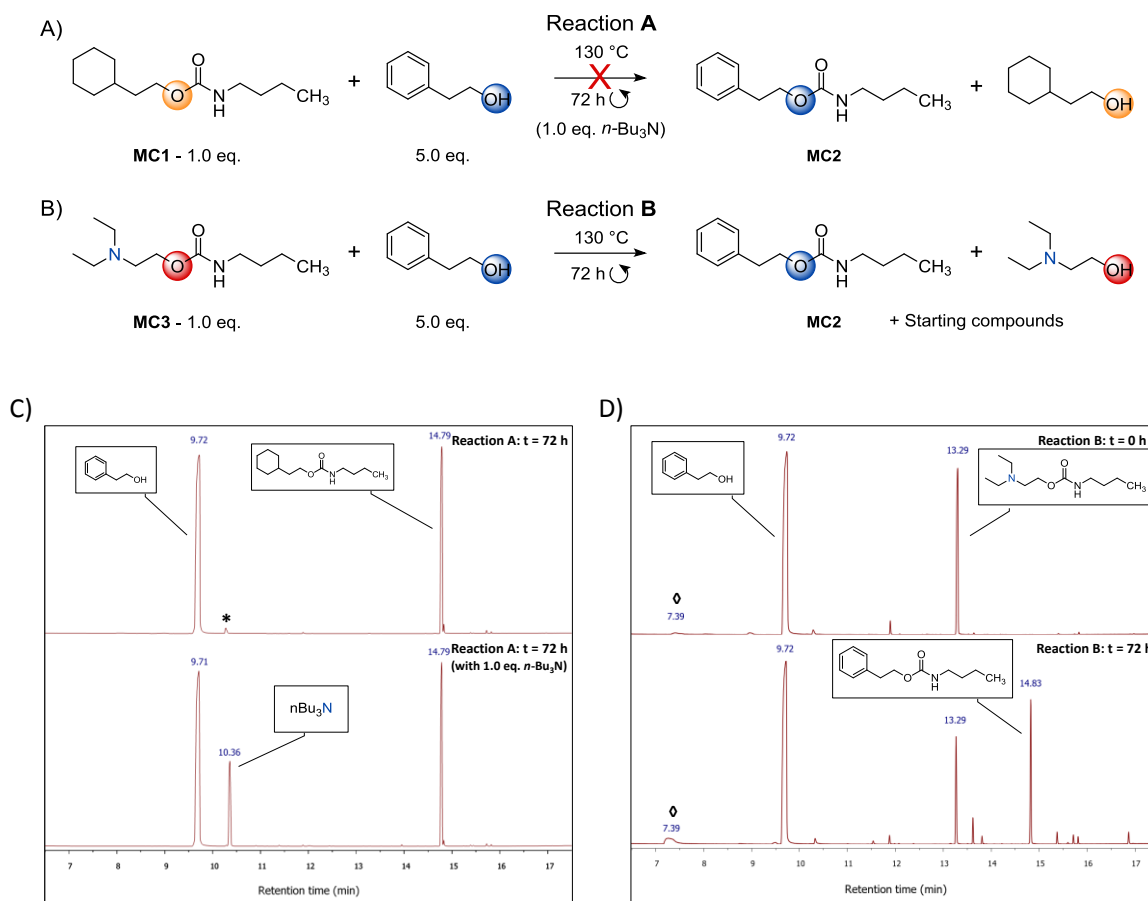 A)
Reaction A
130 °C
72 h
(1.0 eq. n-Bu3N)
O
O
N
H
CH3
+
OH
X
O
O
N
H
CH3
+
OH
MC1 - 1.0 eq.
5.0 eq.
MC2
B)
Reaction B
130 °C
72 h
N
O
O
N
H
CH3
+
OH
O
O
N
H
CH3
+
N
OH
MC3 - 1.0 eq.
5.0 eq.
MC2
+ Starting compounds
C)
9.72
14.79
Reaction A: t = 72 h
OH
O
O
N
H
CH3
*
9.71
14.79
Reaction A: t = 72 h
(with 1.0 eq. n-Bu3N)
nBu3N
10.36
7 8 9 10 11 12 13 14 15 16 17
Retention time (min)
D)
9.72
13.29
Reaction B: t = 0 h
OH
N
O
O
N
H
CH3
◊
7.39
9.72
Reaction B: t = 72 h
O
O
N
H
CH3
14.83
13.29
◊
7.39
7 8 9 10 11 12 13 14 15 16 17
Retention time (min)